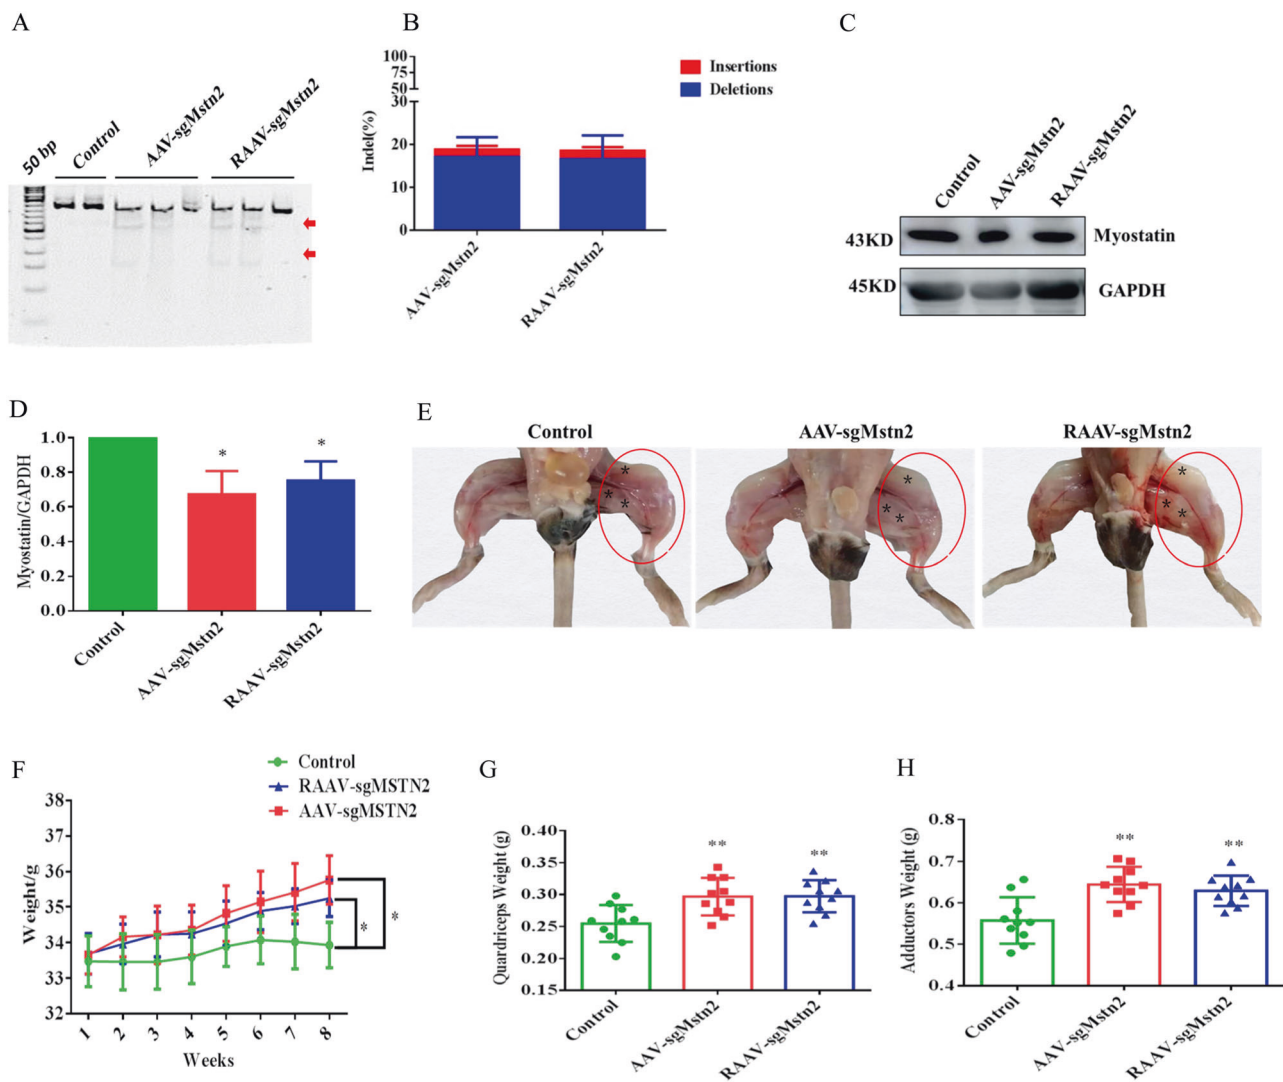 A
50 bp
Control
AAV-sgMstn2
RAAV-sgMstn2
B
Indel(%)
100
75
50
30
20
10
0
AAV-sgMstn2
RAAV-sgMstn2
Insertions
Deletions
C
Control
AAV-sgMstn2
RAAV-sgMstn2
43KD
Myostatin
45KD
GAPDH
D
Myostatin/GAPDH
1.0
0.8
0.6
0.4
0.2
0.0
*
*
Control
AAV-sgMstn2
RAAV-sgMstn2
E
Control
AAV-sgMstn2
RAAV-sgMstn2
*
* *
*
* *
*
* *
F
Control
RAAV-sgMSTN2
AAV-sgMSTN2
Weight/g
38
37
36
35
34
33
32
*
*
1 2 3 4 5 6 7 8
Weeks
G
Quardriceps Weight (g)
0.40
0.35
0.30
0.25
0.20
0.15
**
**
Control
AAV-sgMstn2
RAAV-sgMstn2
H
Adductors Weight (g)
0.8
0.7
0.6
0.5
0.4
**
**
Control
AAV-sgMstn2
RAAV-sgMstn2